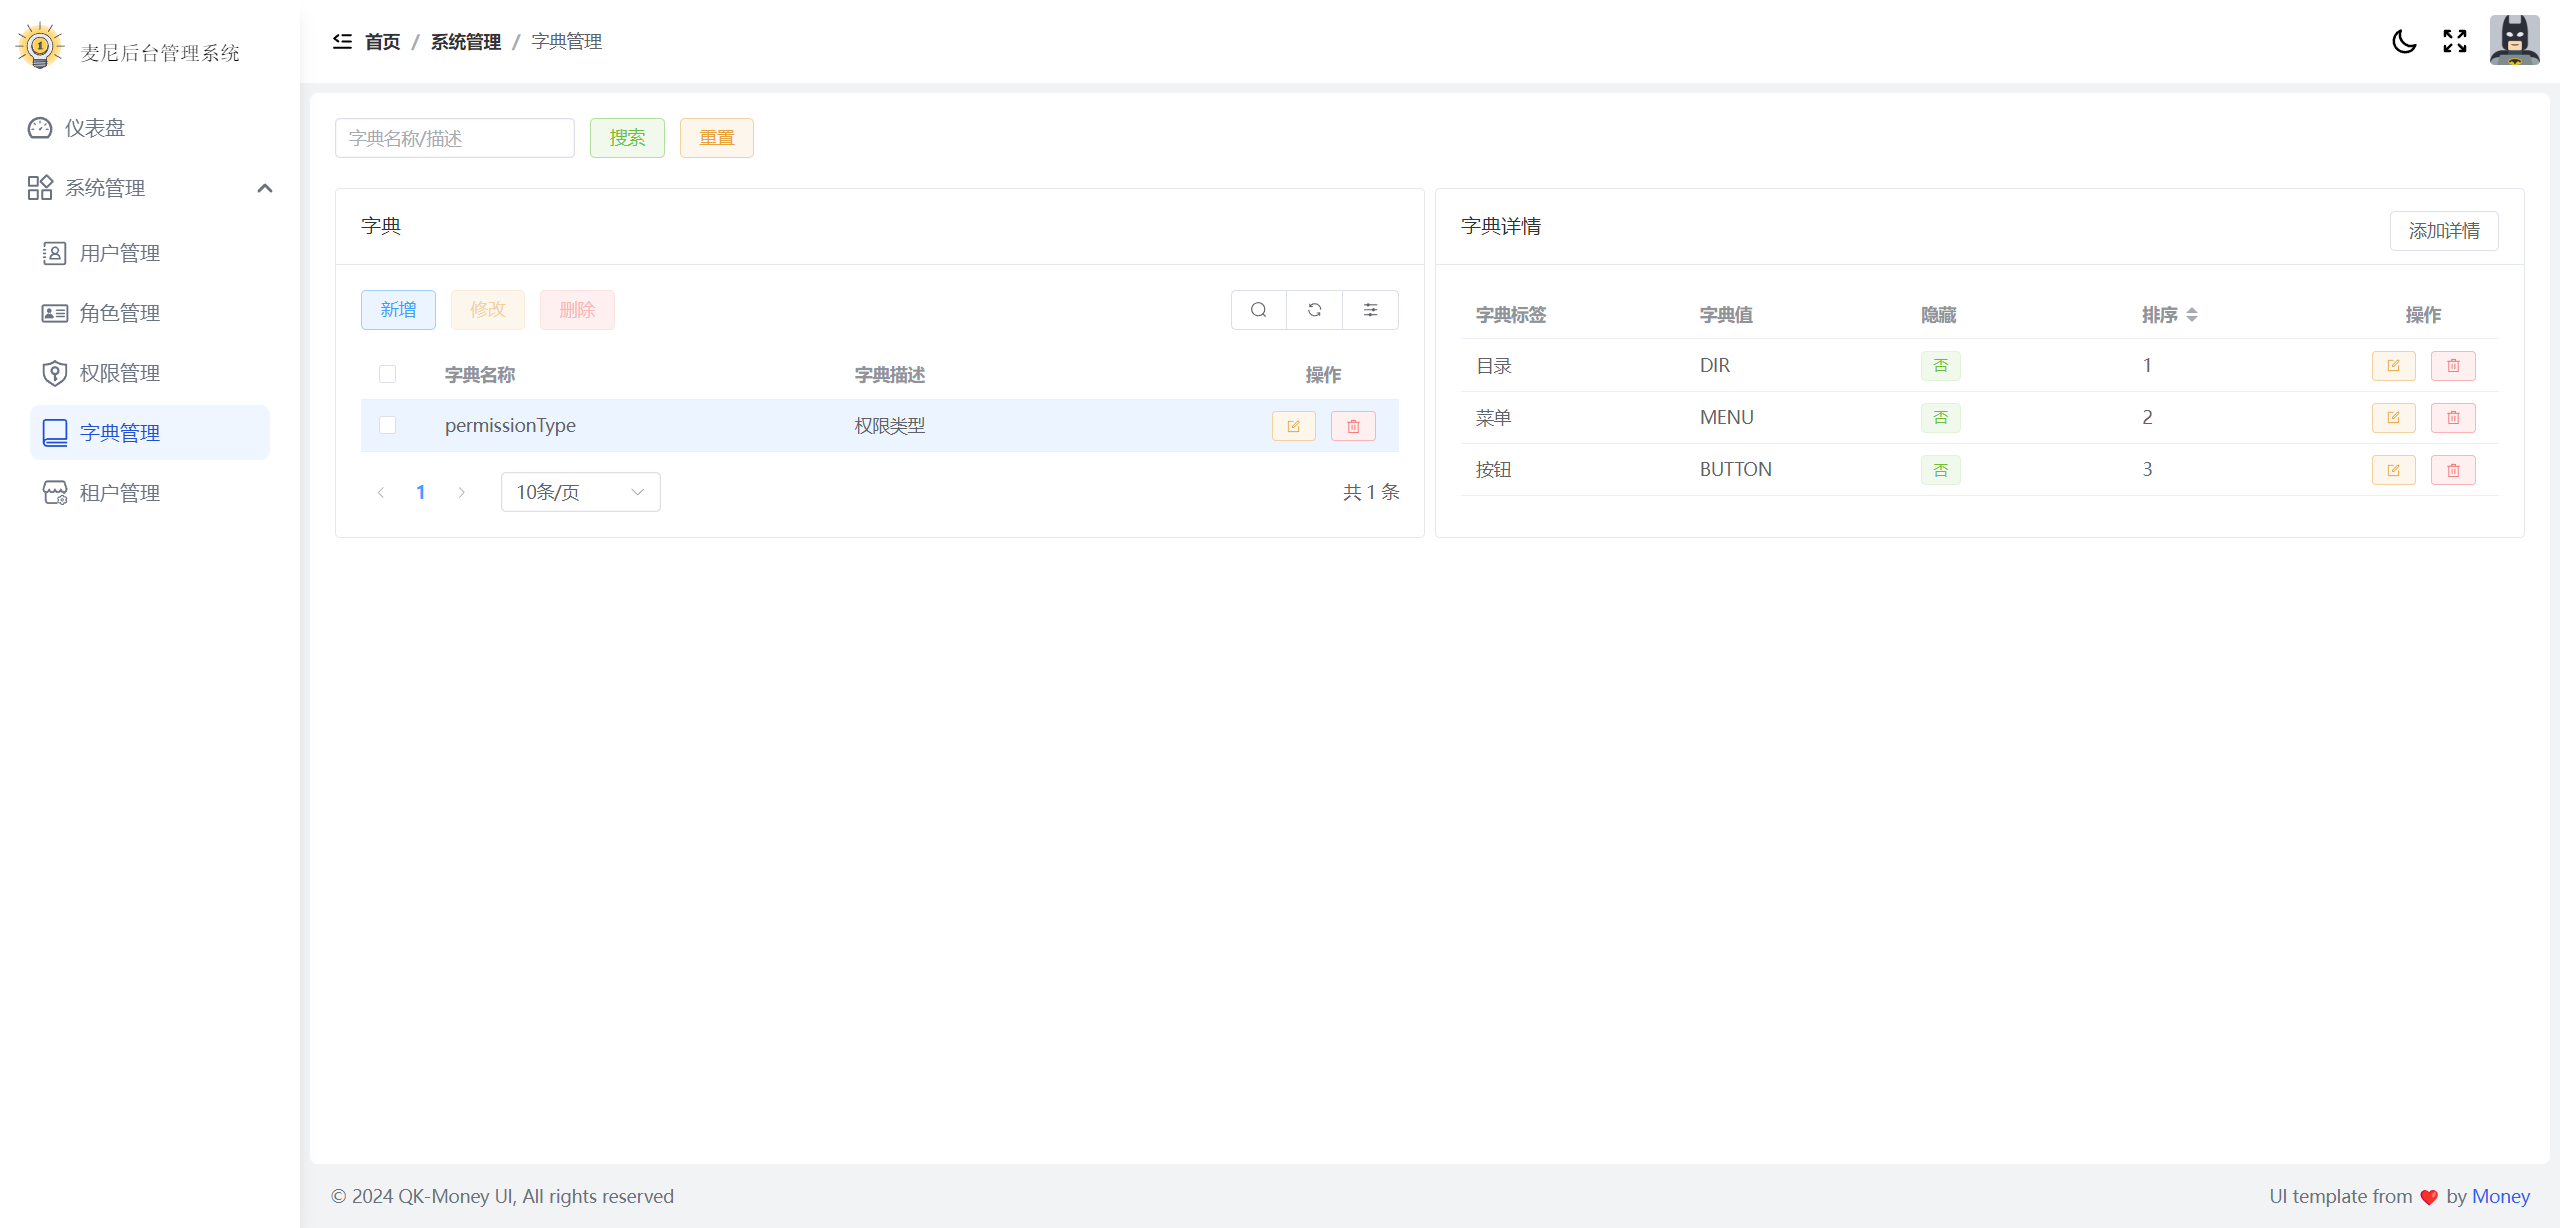 麦尼后台管理系统
首页 / 系统管理 / 字典管理
仪表盘
系统管理
用户管理
角色管理
权限管理
字典管理
租户管理
字典名称/描述 搜索 重置
字典
新增 修改 删除
字典名称 字典描述 操作
permissionType 权限类型
1 10条/页 共 1 条
字典详情 添加详情
字典标签 字典值 隐藏 排序 操作
目录 DIR 否 1
菜单 MENU 否 2
按钮 BUTTON 否 3
© 2024 QK-Money UI, All rights reserved
UI template from ❤️ by Money